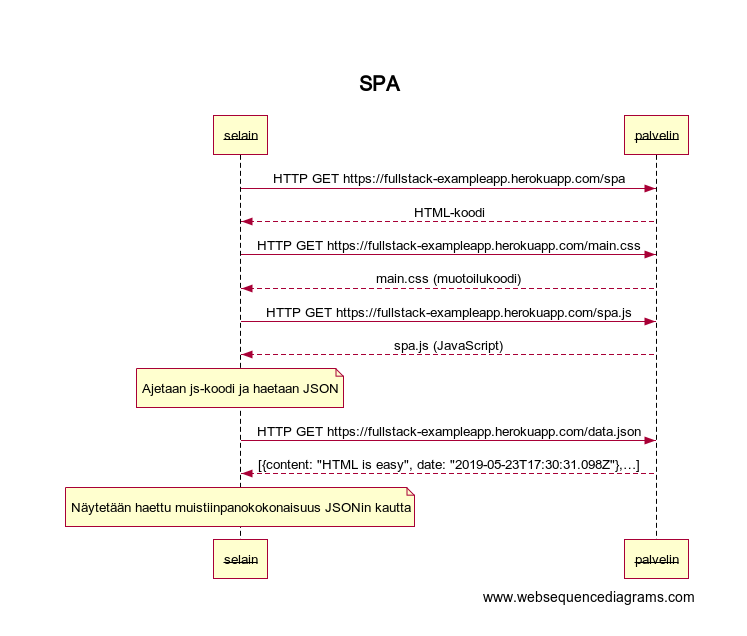 SPA
selain palvelin
HTTP GET https://fullstack-exampleapp.herokuapp.com/spa
HTML-koodi
HTTP GET https://fullstack-exampleapp.herokuapp.com/main.css
main.css (muotoilukoodi)
HTTP GET https://fullstack-exampleapp.herokuapp.com/spa.js
spa.js (JavaScript)
Ajetaan js-koodi ja haetaan JSON
HTTP GET https://fullstack-exampleapp.herokuapp.com/data.json
[{content: "HTML is easy", date: "2019-05-23T17:30:31.098Z"},...]
Näytetään haettu muistiinpanokokonaisuus JSONin kautta
selain palvelin
www.websequencediagrams.com